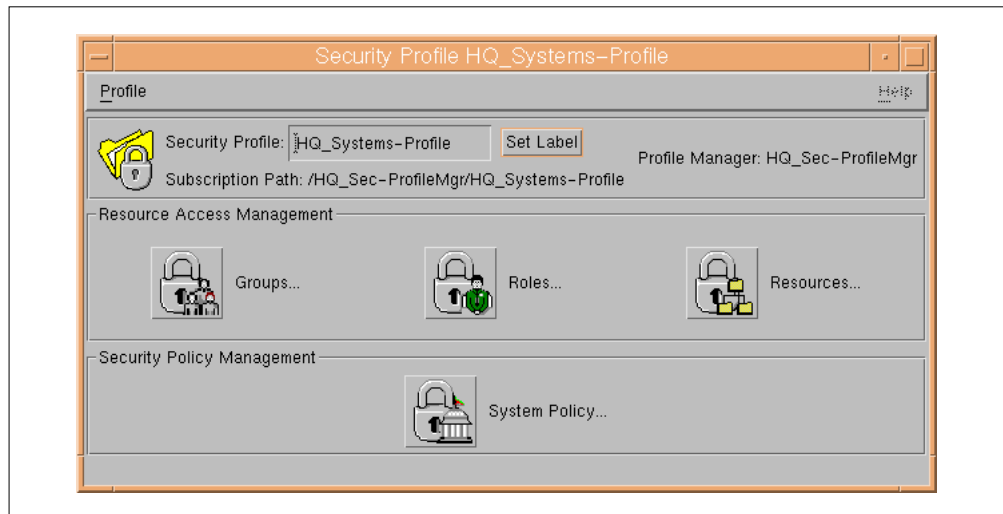 Security Profile HQ_Systems-Profile
Profile
Help
Security Profile: HQ_Systems-Profile
Set Label
Profile Manager: HQ_Sec-ProfileMgr
Subscription Path: /HQ_Sec-ProfileMgr/HQ_Systems-Profile
Resource Access Management
Groups...
Roles...
Resources...
Security Policy Management
System Policy...